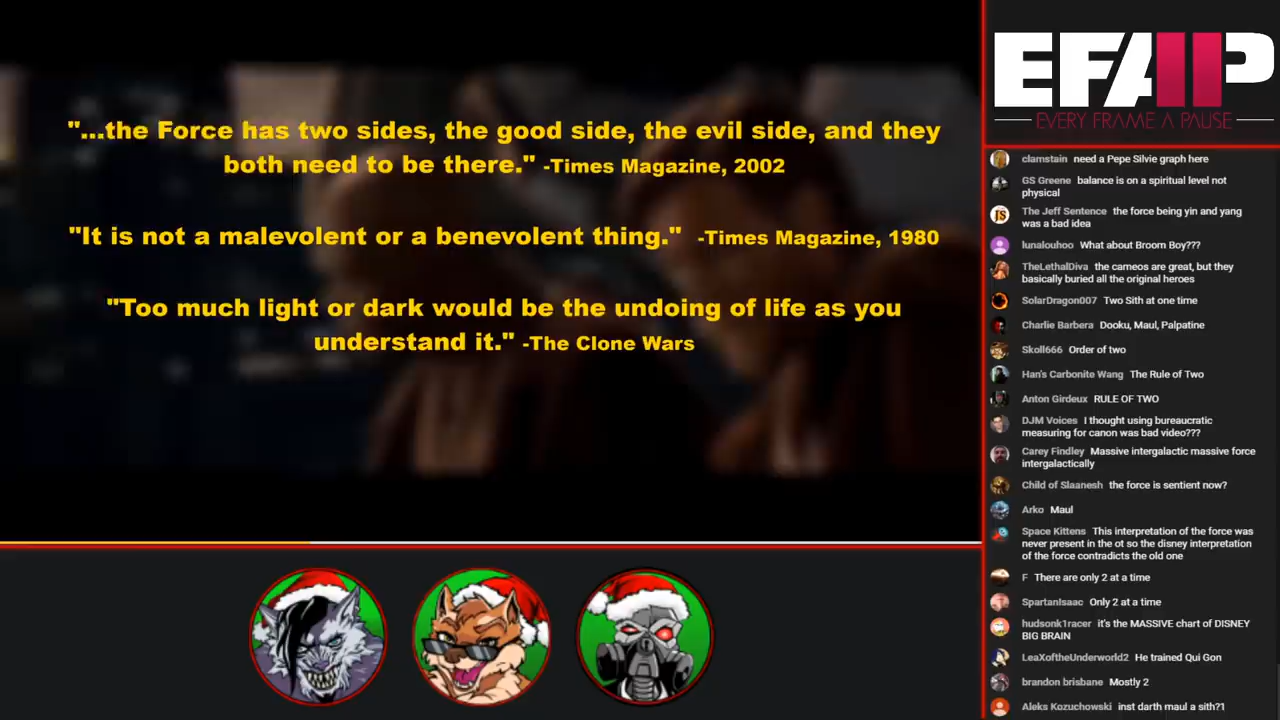 "...the Force has two sides, the good side, the evil side, and they
both need to be there." -Times Magazine, 2002
"It is not a malevolent or a benevolent thing." -Times Magazine, 1980
"Too much light or dark would be the undoing of life as you
understand it." -The Clone Wars
EFAP
EVERY FRAME A PAUSE
clamstain need a Pepe Silvie graph here
GS Greene balance is on a spiritual level not
physical
JS
The Jeff Sentence the force being yin and yang
was a bad idea
lunalouhoo What about Broom Boy???
TheLethalDiva the cameos are great, but they
basically buried all the original heroes
SolarDragon007 Two Sith at one time
Charlie Barbera Dooku, Maul, Palpatine
Skoll666 Order of two
Han's Carbonite Wang The Rule of Two
Anton Girdeux RULE OF TWO
DJM Voices I thought using bureaucratic
measuring for canon was bad video???
Carey Findley Massive intergalactic massive force
intergalactically
Child of Slaanesh the force is sentient now?
Arko Maul
Space Kittens This interpretation of the force was
never present in the ot so the disney interpretation
of the force contradicts the old one
F There are only 2 at a time
SpartanIsaac Only 2 at a time
hudsonk1racer it's the MASSIVE chart of DISNEY
BIG BRAIN
LeaXoftheUnderworld2 He trained Qui Gon
brandon brisbane Mostly 2
Aleks Kozuchowski inst darth maul a sith?1